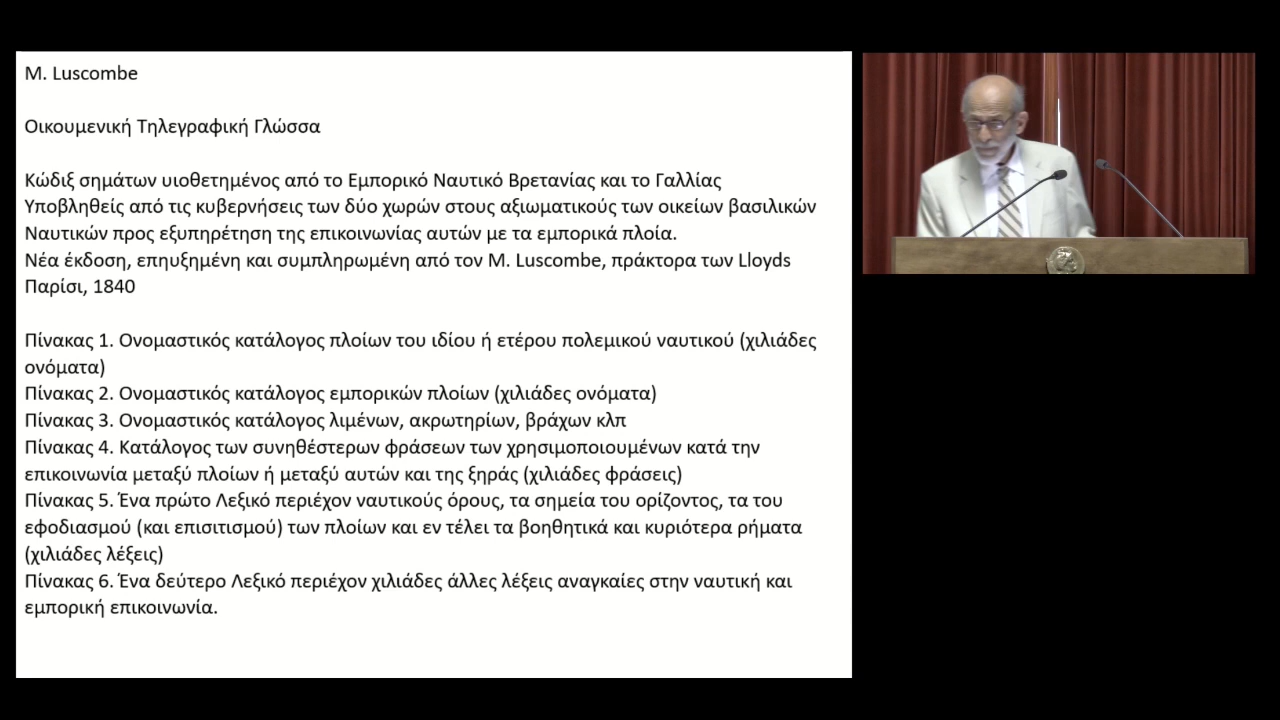 M. Luscombe
Οικουμενική Τηλεγραφική Γλώσσα
Κώδιξ σημάτων υιοθετημένος από το Εμπορικό Ναυτικό Βρετανίας και το Γαλλίας
Υποβληθείς από τις κυβερνήσεις των δύο χωρών στους αξιωματικούς των οικείων βασιλικών
Ναυτικών προς εξυπηρέτηση της επικοινωνίας αυτών με τα εμπορικά πλοία.
Νέα έκδοση, επηυξημένη και συμπληρωμένη από τον M. Luscombe, πράκτορα των Lloyds
Παρίσι, 1840
Πίνακας 1. Ονομαστικός κατάλογος πλοίων του ιδίου ή ετέρου πολεμικού ναυτικού (χιλιάδες
ονόματα)
Πίνακας 2. Ονομαστικός κατάλογος εμπορικών πλοίων (χιλιάδες ονόματα)
Πίνακας 3. Ονομαστικός κατάλογος λιμένων, ακρωτηρίων, βράχων κλπ
Πίνακας 4. Κατάλογος των συνηθέστερων φράσεων των χρησιμοποιουμένων κατά την
επικοινωνία μεταξύ πλοίων ή μεταξύ αυτών και της ξηράς (χιλιάδες φράσεις)
Πίνακας 5. Ένα πρώτο Λεξικό περιέχον ναυτικούς όρους, τα σημεία του ορίζοντος, τα του
εφοδιασμού (και επισιτισμού) των πλοίων και εν τέλει τα βοηθητικά και κυριότερα ρήματα
(χιλιάδες λέξεις)
Πίνακας 6. Ένα δεύτερο Λεξικό περιέχον χιλιάδες άλλες λέξεις αναγκαίες στην ναυτική και
εμπορική επικοινωνία.